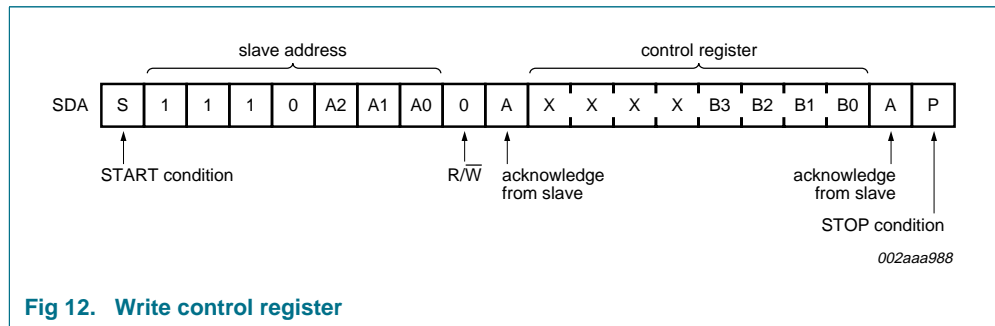 slave address control register
SDA S 1 1 1 0 A2 A1 A0 0 A X X X X B3 B2 B1 B0 A P
START condition R/W̅ acknowledge from slave acknowledge from slave
STOP condition
002aaa988
Fig 12. Write control register